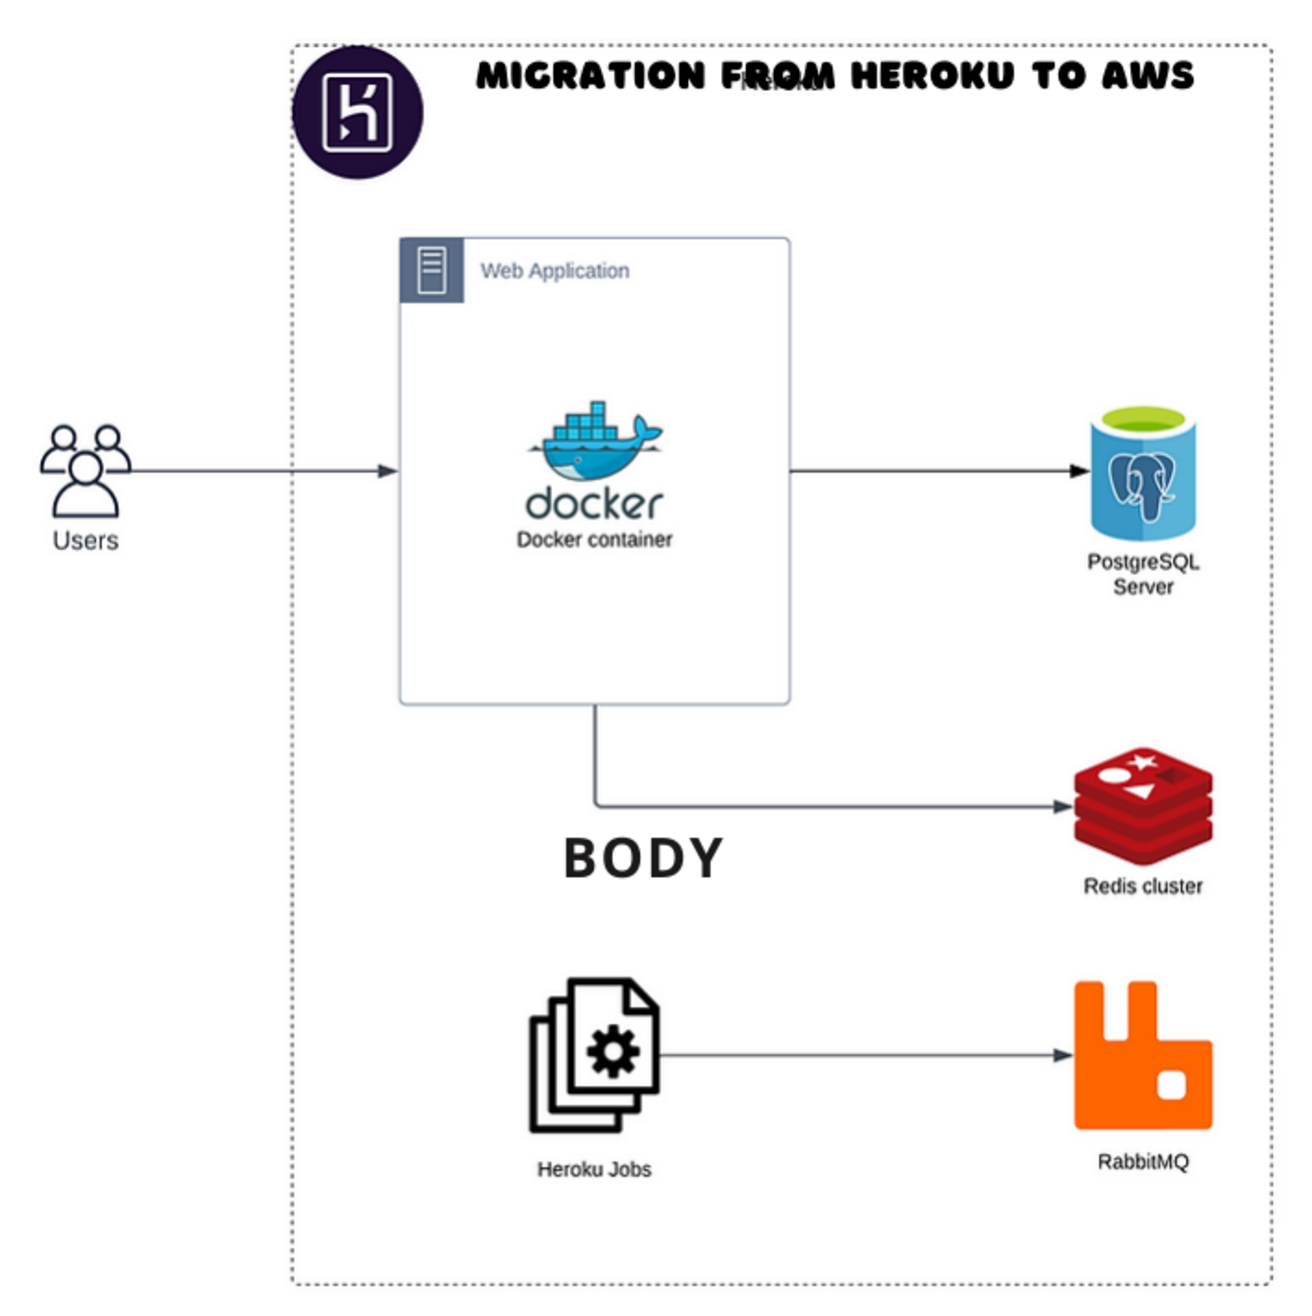 MIGRATION FROM HEROKU TO AWS
Heroku
Web Application
docker
Docker container
Users
PostgreSQL
Server
BODY
Redis cluster
Heroku Jobs
RabbitMQ